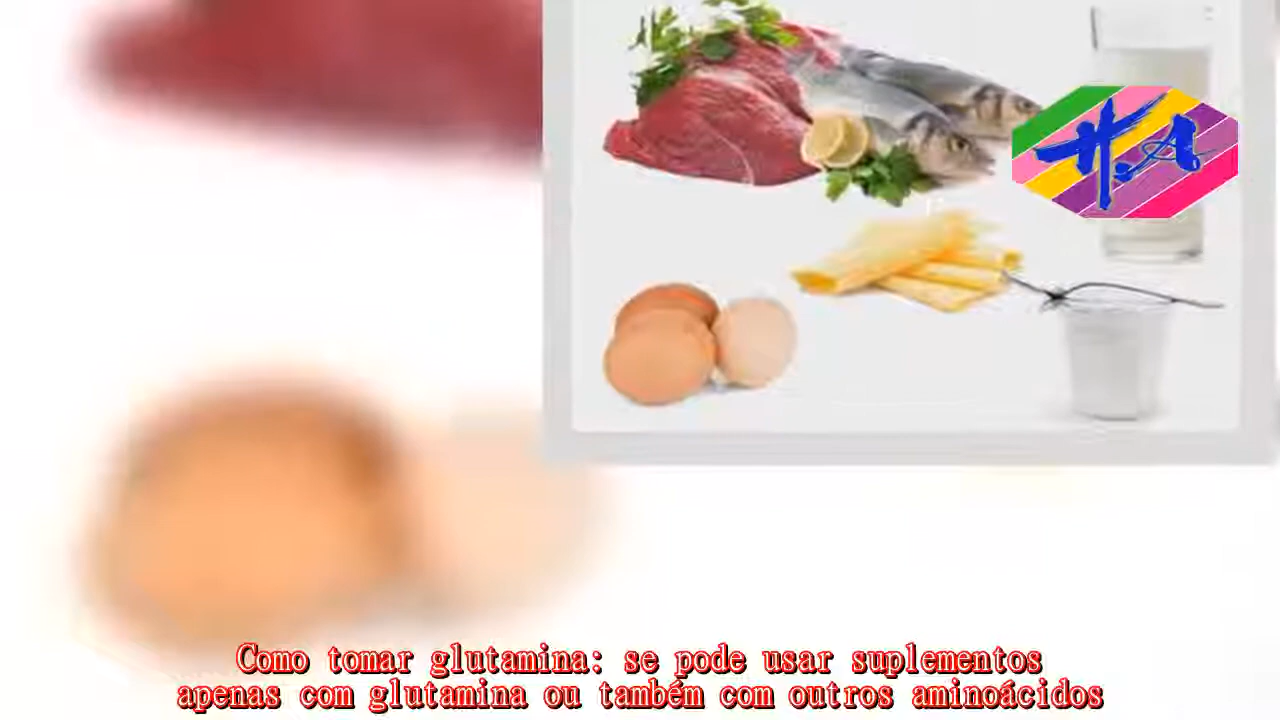 H.A
Como tomar glutamina: se pode usar suplementos
apenas com glutamina ou também com outros aminoácidos